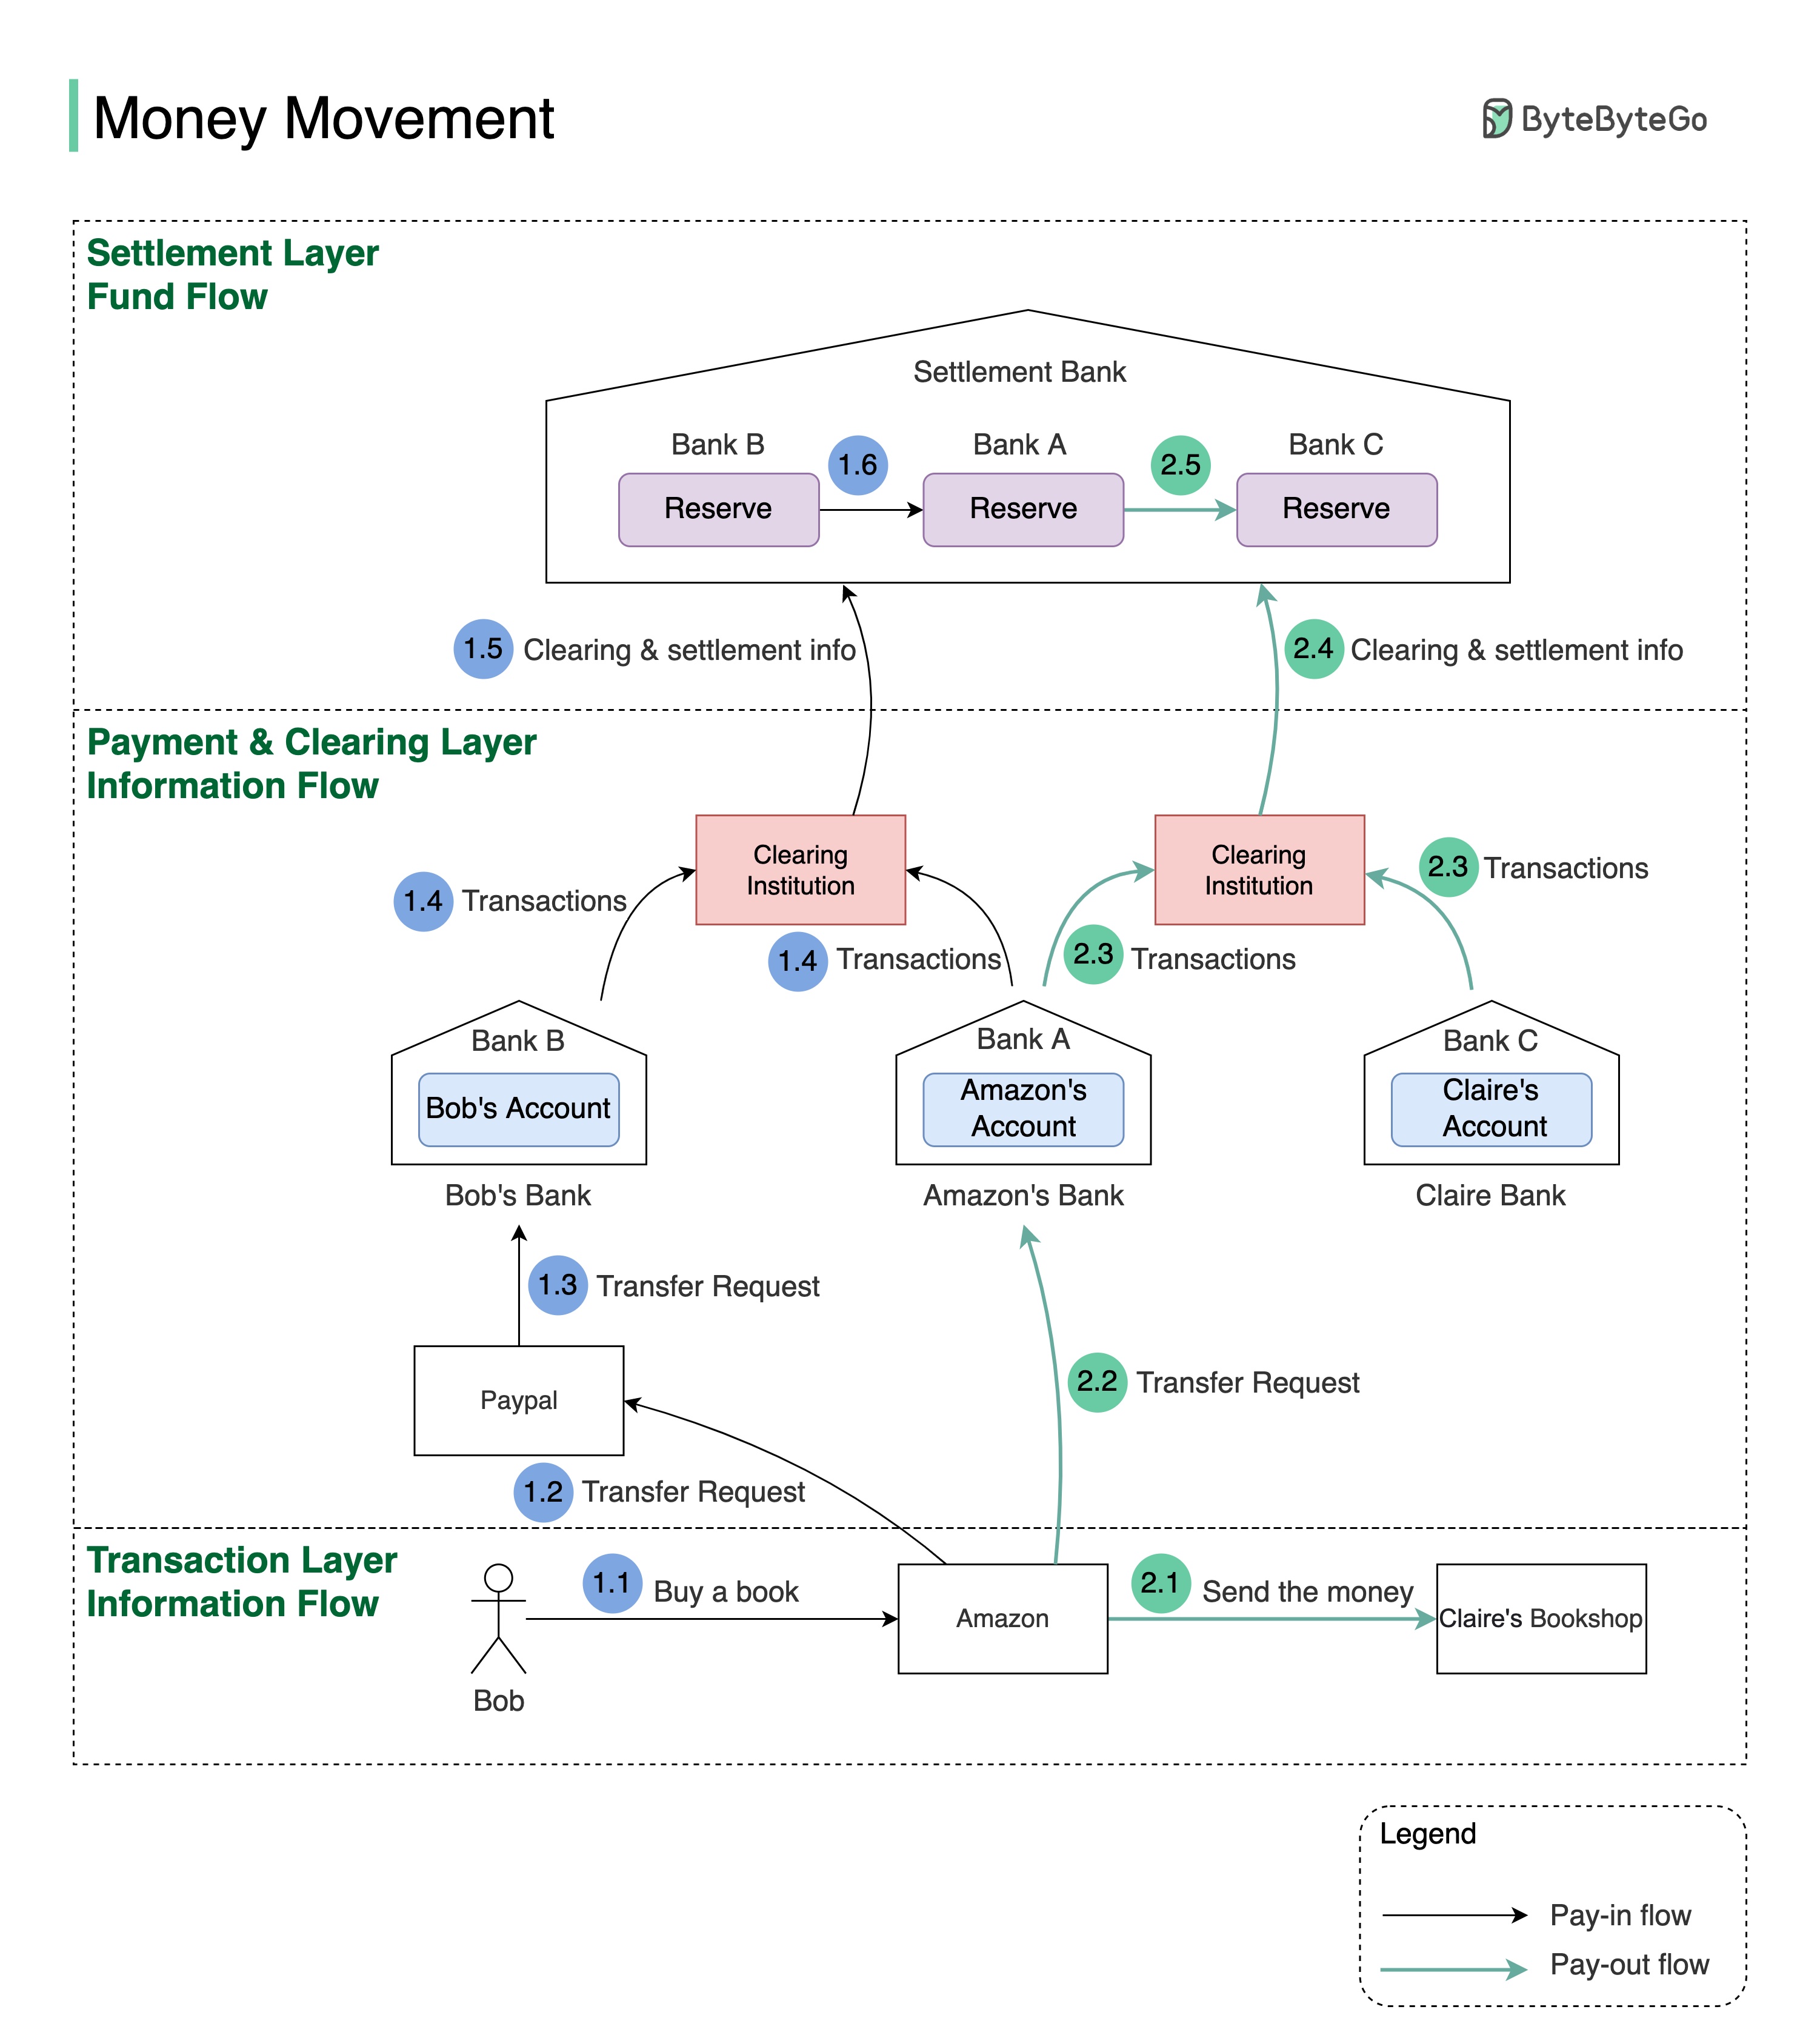 Money Movement
ByteByteGo
Settlement Layer
Fund Flow
Settlement Bank
Bank B
1.6
Bank A
2.5
Bank C
Reserve
Reserve
Reserve
1.5
Clearing & settlement info
2.4
Clearing & settlement info
Payment & Clearing Layer
Information Flow
Clearing
Institution
Clearing
Institution
1.4
Transactions
1.4
Transactions
2.3
Transactions
2.3
Transactions
Bank B
Bob's Account
Bob's Bank
Bank A
Amazon's
Account
Amazon's Bank
Bank C
Claire's
Account
Claire Bank
1.3
Transfer Request
Paypal
2.2
Transfer Request
1.2
Transfer Request
Transaction Layer
Information Flow
Bob
1.1
Buy a book
Amazon
2.1
Send the money
Claire's Bookshop
Legend
Pay-in flow
Pay-out flow